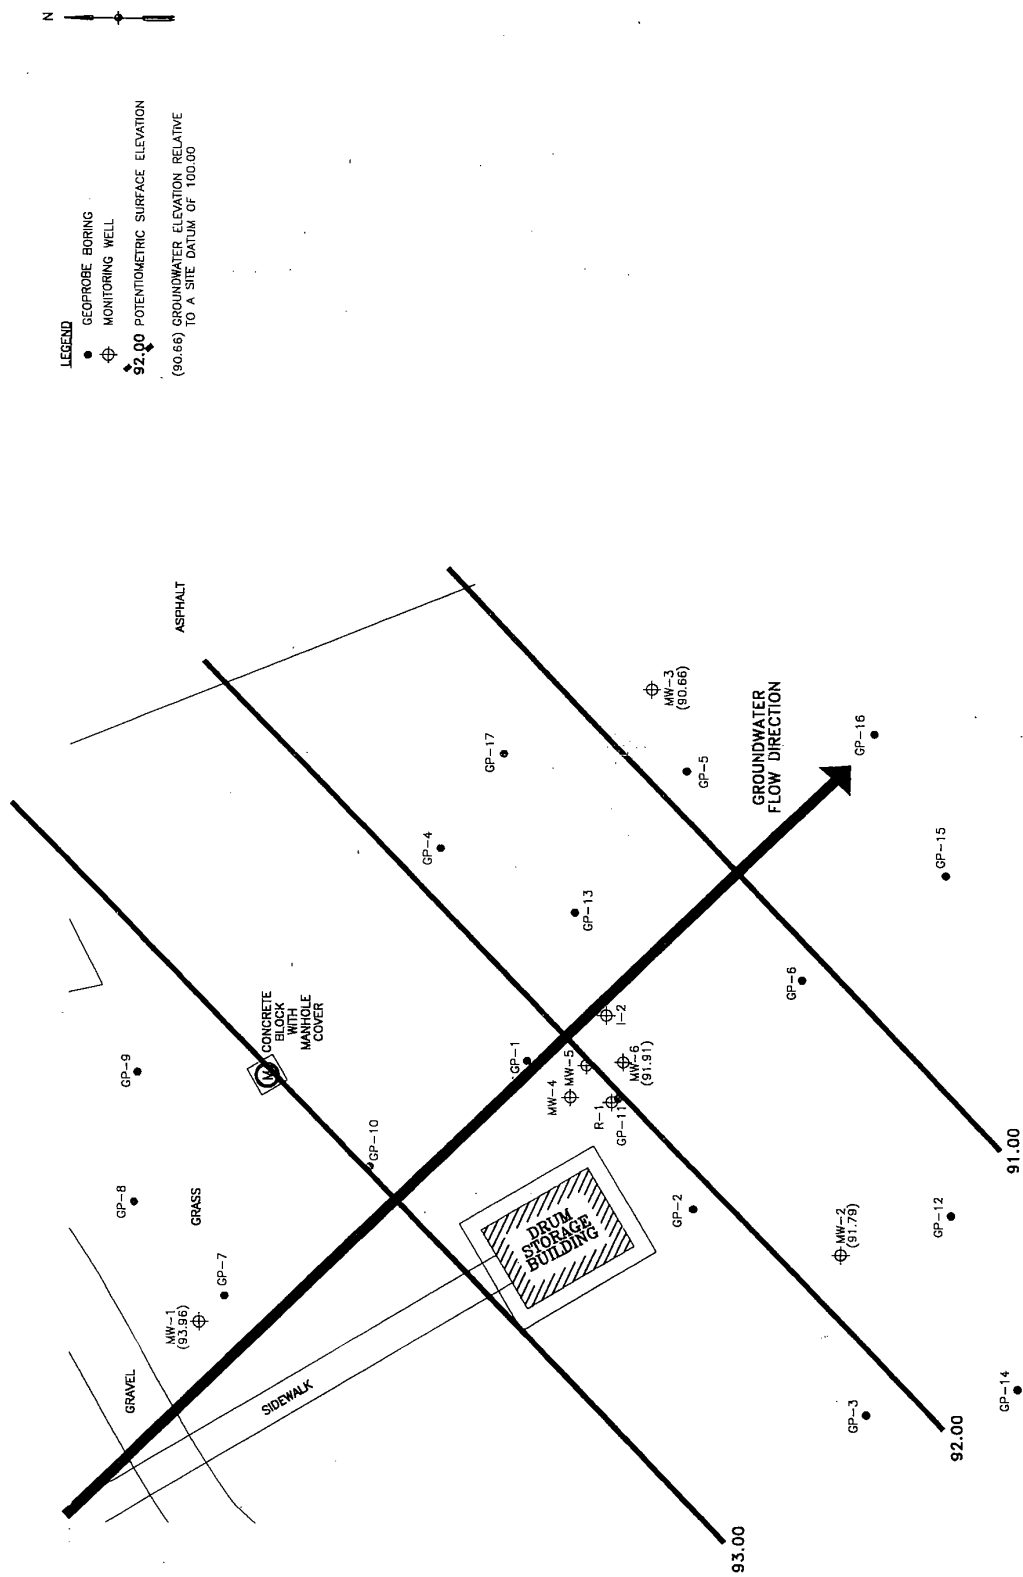 N
LEGEND
GEOPROBE BORING
MONITORING WELL
92.00 POTENTIOMETRIC SURFACE ELEVATION
(90.66) GROUNDWATER ELEVATION RELATIVE
TO A SITE DATUM OF 100.00
ASPHALT
GP-9
GP-8
GRASS
GP-7
MW-1
(93.96)
GRAVEL
SIDEWALK
CONCRETE
BLOCK
WITH
MANHOLE
COVER
M
GP-10
GP-17
GP-4
GP-13
GP-1
MW-4
MW-5
I-2
MW-6
(91.91)
R-1
GP-11
DRUM
STORAGE
BUILDING
MW-3
(90.66)
GP-5
GROUNDWATER
FLOW DIRECTION
GP-16
GP-15
GP-6
GP-2
MW-2
(91.79)
GP-12
GP-3
GP-14
93.00
92.00
91.00